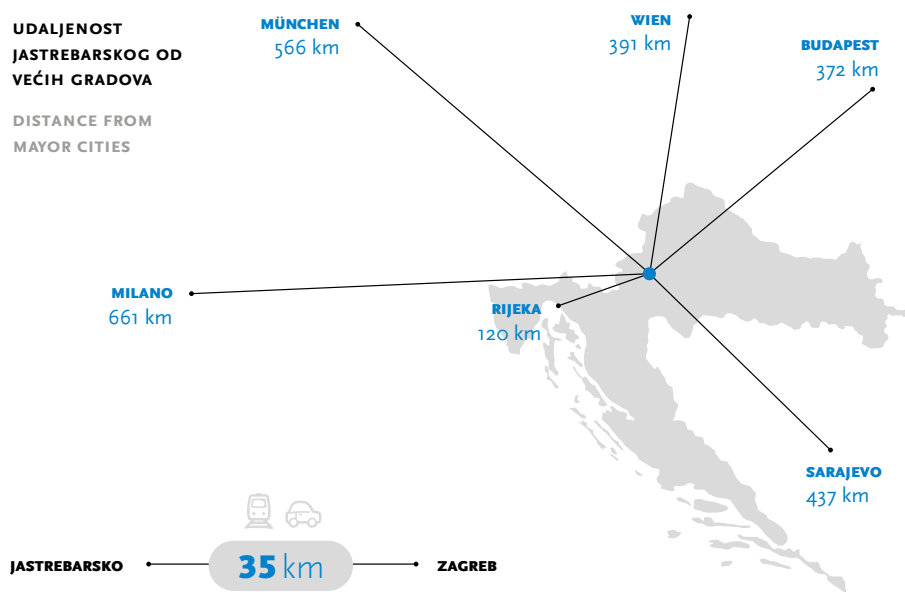 UDALJENOST
JASTREBARSKOG OD
VEĆIH GRADOVA
DISTANCE FROM
MAYOR CITIES
MÜNCHEN
566 km
WIEN
391 km
BUDAPEST
372 km
MILANO
661 km
RIJEKA
120 km
SARAJEVO
437 km
JASTREBARSKO
35 km
ZAGREB